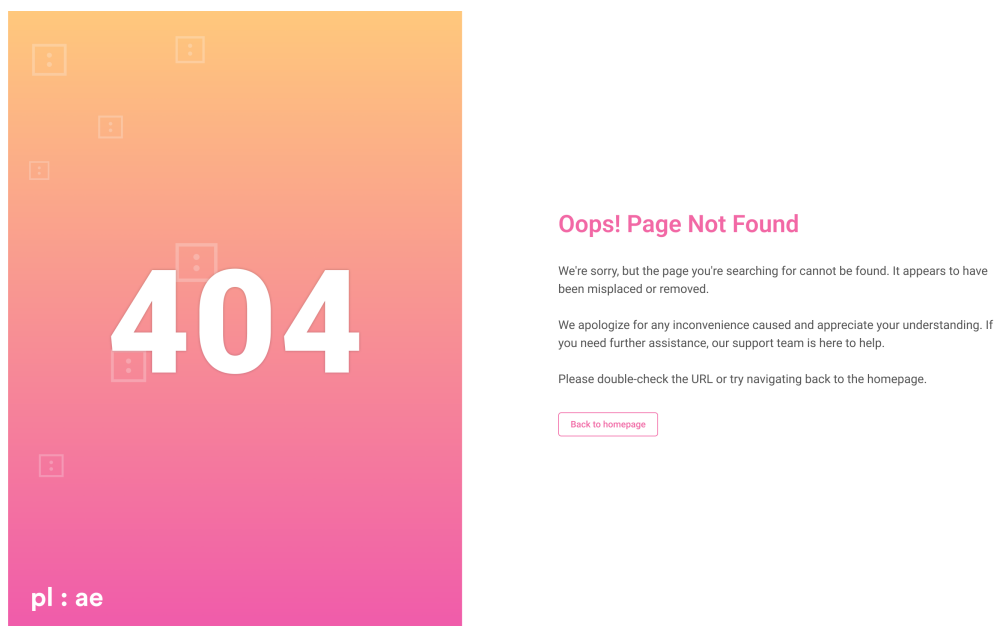 404
pl : ae
Oops! Page Not Found
We're sorry, but the page you're searching for cannot be found. It appears to have
been misplaced or removed.
We apologize for any inconvenience caused and appreciate your understanding. If
you need further assistance, our support team is here to help.
Please double-check the URL or try navigating back to the homepage.
Back to homepage